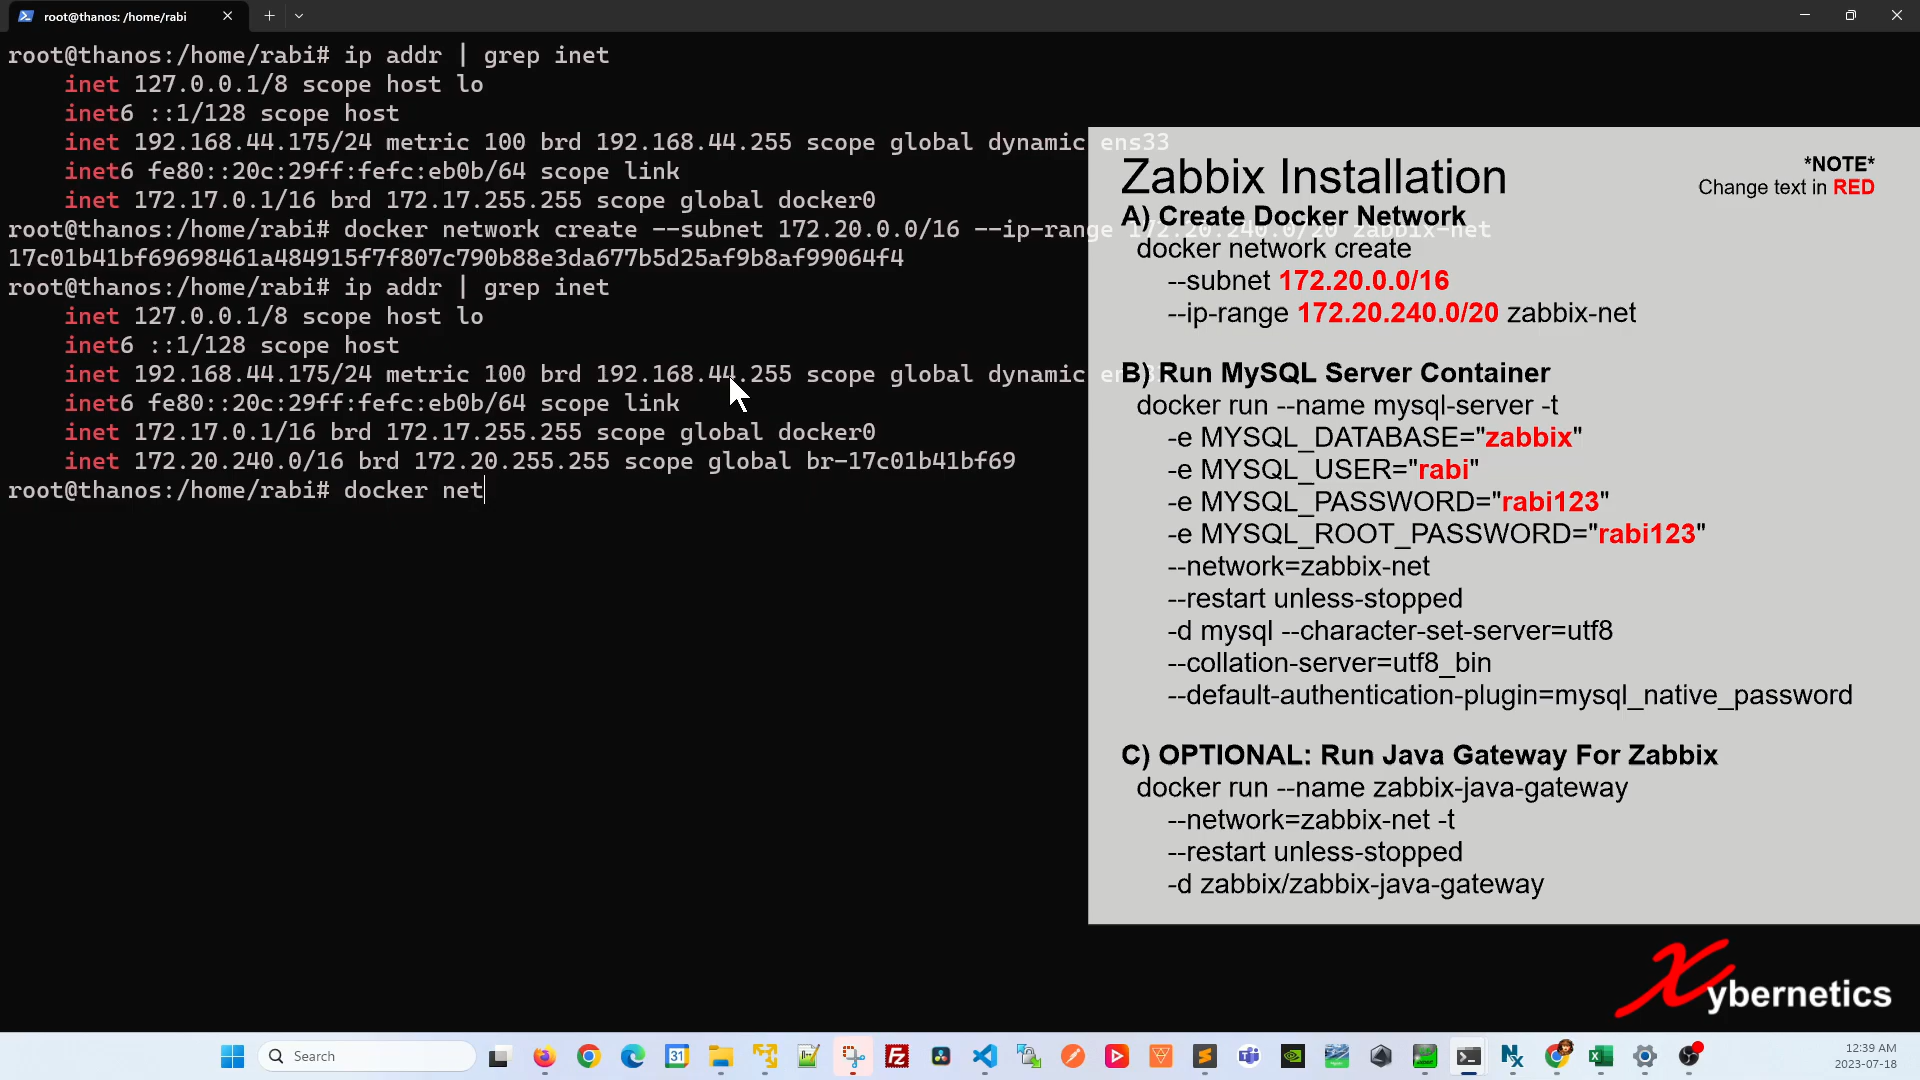 root@thanos: /home/rabi
root@thanos:/home/rabi# ip addr | grep inet
inet 127.0.0.1/8 scope host lo
inet6 ::1/128 scope host
inet 192.168.44.175/24 metric 100 brd 192.168.44.255 scope global dynamic ens33
inet6 fe80::20c:29ff:fefc:eb0b/64 scope link
inet 172.17.0.1/16 brd 172.17.255.255 scope global docker0
root@thanos:/home/rabi# docker network create --subnet 172.20.0.0/16 --ip-range 172.20.240.0/20 zabbix-net
17c01b41bf69698461a484915f7f807c790b88e3da677b5d25af9b8af99064f4
root@thanos:/home/rabi# ip addr | grep inet
inet 127.0.0.1/8 scope host lo
inet6 ::1/128 scope host
inet 192.168.44.175/24 metric 100 brd 192.168.44.255 scope global dynamic
inet6 fe80::20c:29ff:fefc:eb0b/64 scope link
inet 172.17.0.1/16 brd 172.17.255.255 scope global docker0
inet 172.20.240.0/16 brd 172.20.255.255 scope global br-17c01b41bf69
root@thanos:/home/rabi# docker net
Zabbix Installation
*NOTE*
Change text in RED
A) Create Docker Network
docker network create
--subnet 172.20.0.0/16
--ip-range 172.20.240.0/20 zabbix-net
B) Run MySQL Server Container
docker run --name mysql-server -t
-e MYSQL_DATABASE="zabbix"
-e MYSQL_USER="rabi"
-e MYSQL_PASSWORD="rabi123"
-e MYSQL_ROOT_PASSWORD="rabi123"
--network=zabbix-net
--restart unless-stopped
-d mysql --character-set-server=utf8
--collation-server=utf8_bin
--default-authentication-plugin=mysql_native_password
C) OPTIONAL: Run Java Gateway For Zabbix
docker run --name zabbix-java-gateway
--network=zabbix-net -t
--restart unless-stopped
-d zabbix/zabbix-java-gateway
Xybernetics
Search
31
12:39 AM
2023-07-18